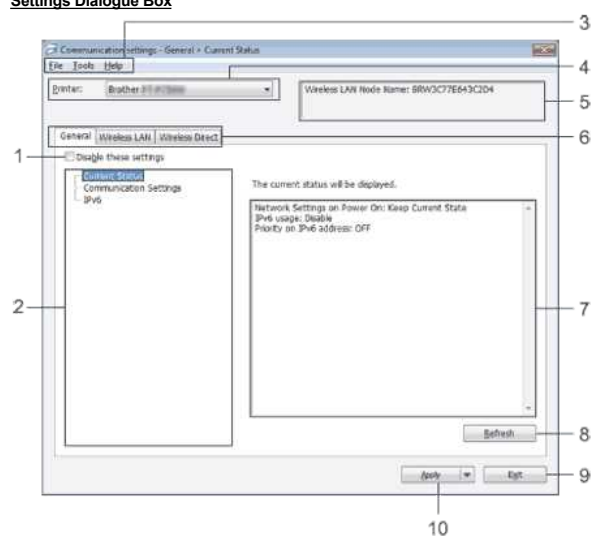 Settings Dialogue Box
3
Communication settings - General > Current Status
File Tools Help
4
Printer: Brother
Wireless LAN Node Name: BRW3C77E643C2D4
5
General Wireless LAN Wireless Direct
6
1
Disable these settings
Current Status
Communication Settings
IPv6
The current status will be displayed.
Network Settings on Power On: Keep Current State
IPv6 usage: Disable
Priority on IPv6 address: OFF
2
7
Refresh
8
Apply
Exit
9
10